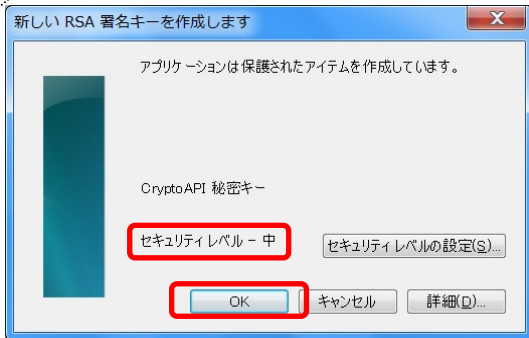 新しい RSA 署名キーを作成します
アプリケーションは保護されたアイテムを作成しています。
CryptoAPI 秘密キー
セキュリティ レベル - 中
セキュリティ レベルの設定(S)...
OK
キャンセル
詳細(D)...